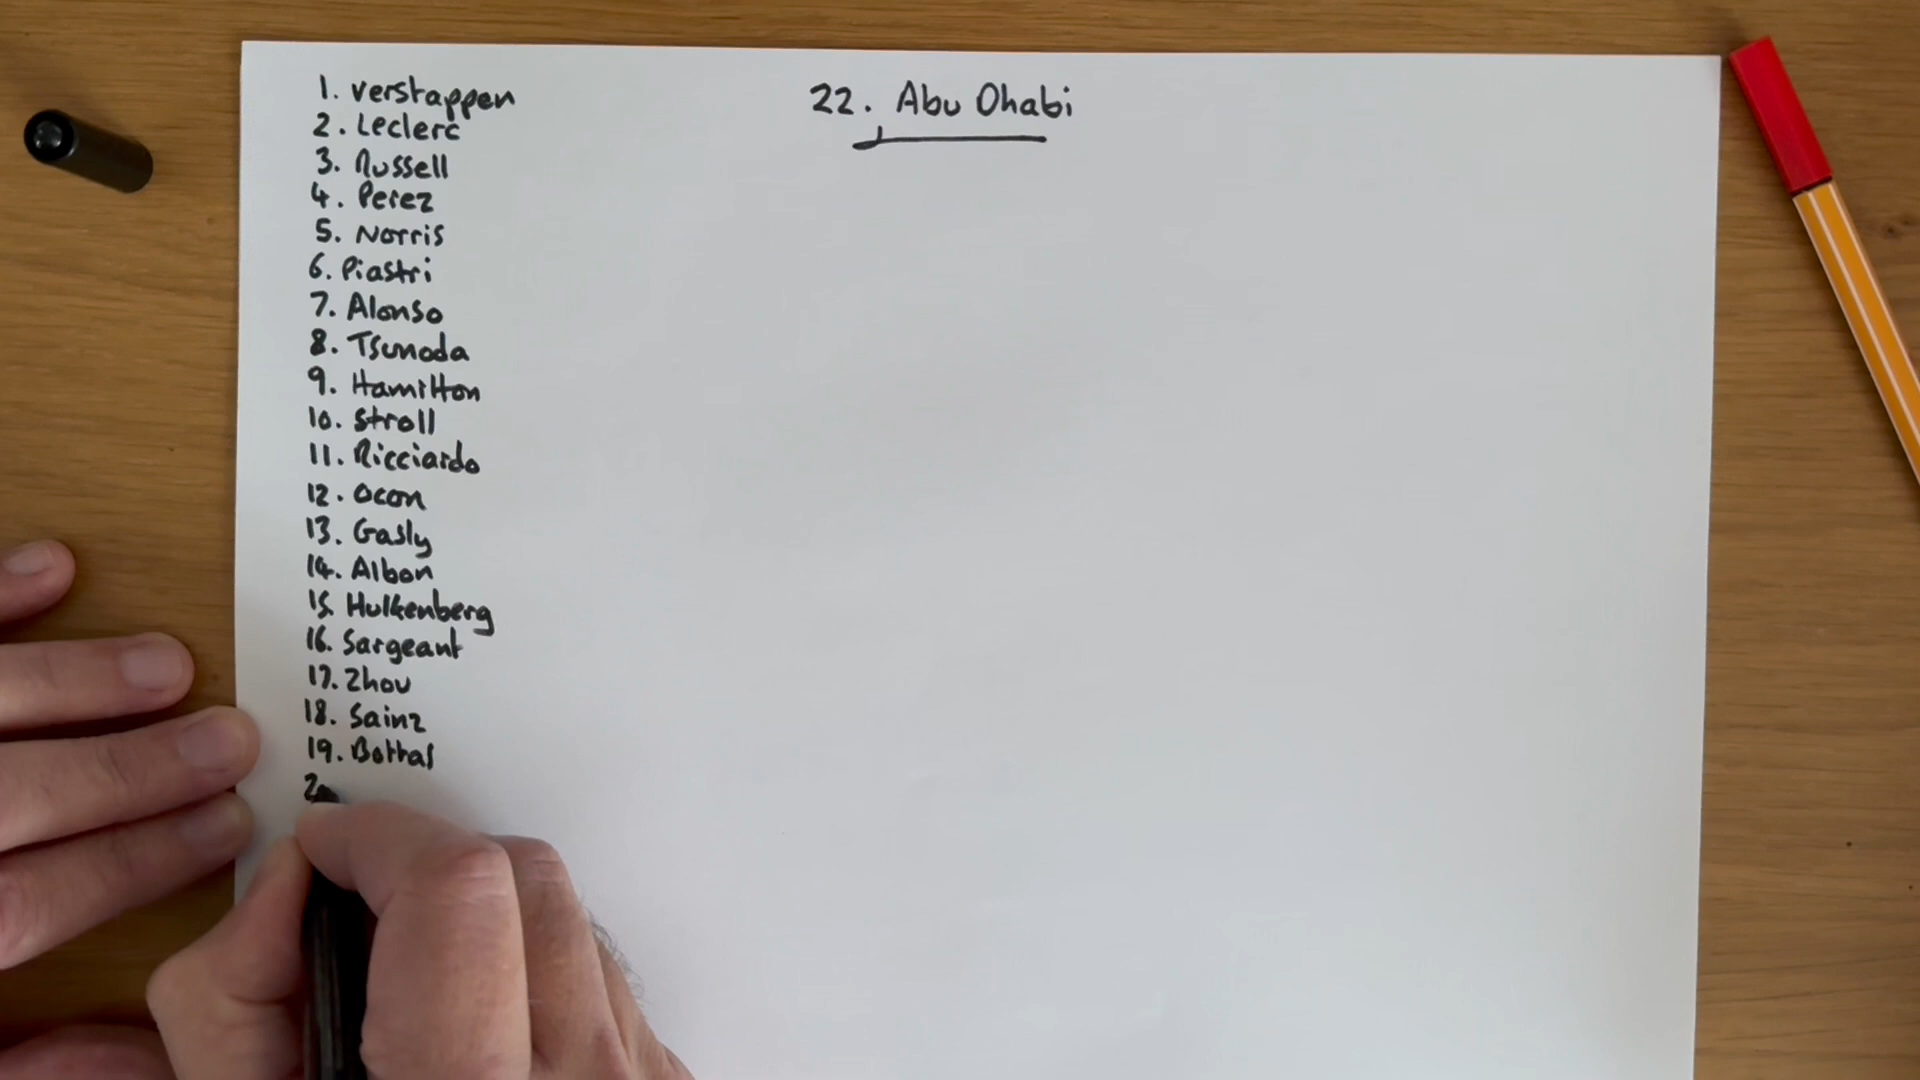 1. Verstappen
2. Leclerc
3. Russell
4. Perez
5. Norris
6. Piastri
7. Alonso
8. Tsunoda
9. Hamilton
10. Stroll
11. Ricciardo
12. Ocon
13. Gasly
14. Albon
15. Hulkenberg
16. Sargeant
17. Zhou
18. Sainz
19. Bottas
2
22. Abu Dhabi